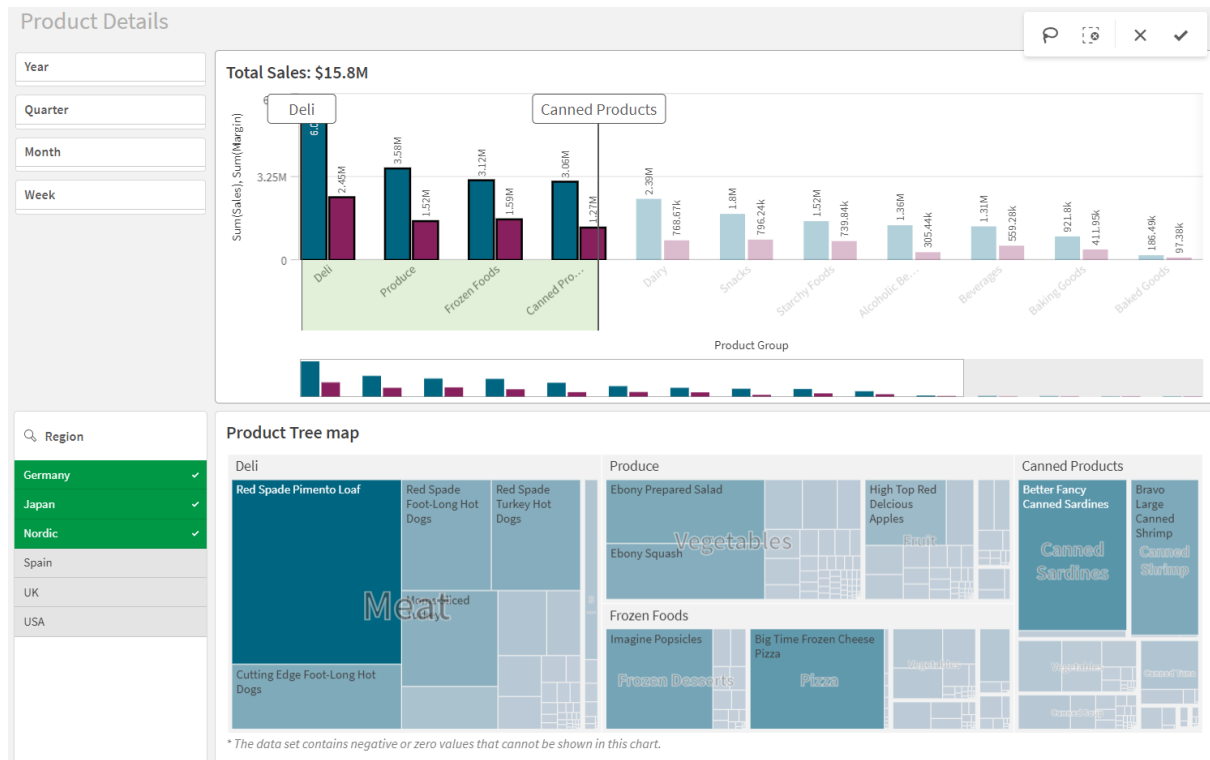 Product Details
Year
Quarter
Month
Week
Total Sales: $15.8M
Deli
Canned Products
Sum(Sales), Sum(Margin)
3.25M
0
2.45M
3.58M
1.52M
3.12M
1.59M
3.06M
1.27M
2.39M
768.67k
1.8M
796.24k
1.52M
739.84k
1.36M
305.44k
1.31M
559.28k
921.8k
411.95k
186.49k
97.38k
Deli
Produce
Frozen Foods
Canned Pro...
Dairy
Snacks
Starchy Foods
Alcoholic Be...
Beverages
Baking Goods
Baked Goods
Product Group
Region
Germany
Japan
Nordic
Spain
UK
USA
Product Tree map
Deli
Red Spade Pimento Loaf
Red Spade
Foot-Long Hot
Dogs
Red Spade
Turkey Hot
Dogs
Meat
Cutting Edge Foot-Long Hot
Dogs
Produce
Ebony Prepared Salad
Vegetables
Ebony Squash
High Top Red
Delcious
Apples
Fruit
Frozen Foods
Imagine Popsicles
Frozen Desserts
Big Time Frozen Cheese
Pizza
Pizza
Vegetables
Canned Products
Better Fancy
Canned Sardines
Canned
Sardines
Bravo
Large
Canned
Shrimp
Canned
Shrimp
Vegetables
Canned Tuna
Canned Soup
* The data set contains negative or zero values that cannot be shown in this chart.